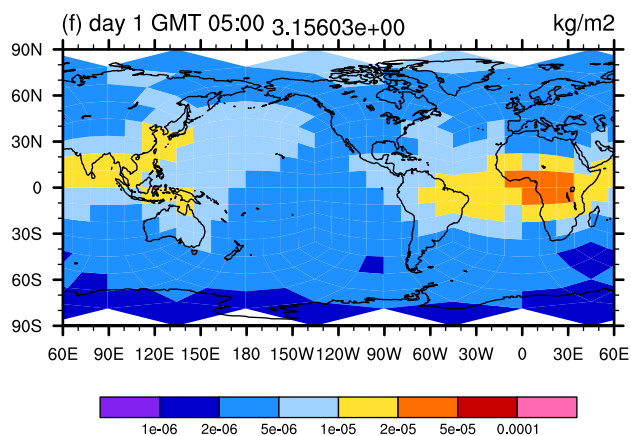 (f) day 1 GMT 05:00 3.15603e+00 kg/m2
90N
60N
30N
0
30S
60S
90S
60E 90E 120E 150E 180 150W 120W 90W 60W 30W 0 30E 60E
1e-06 2e-06 5e-06 1e-05 2e-05 5e-05 0.0001